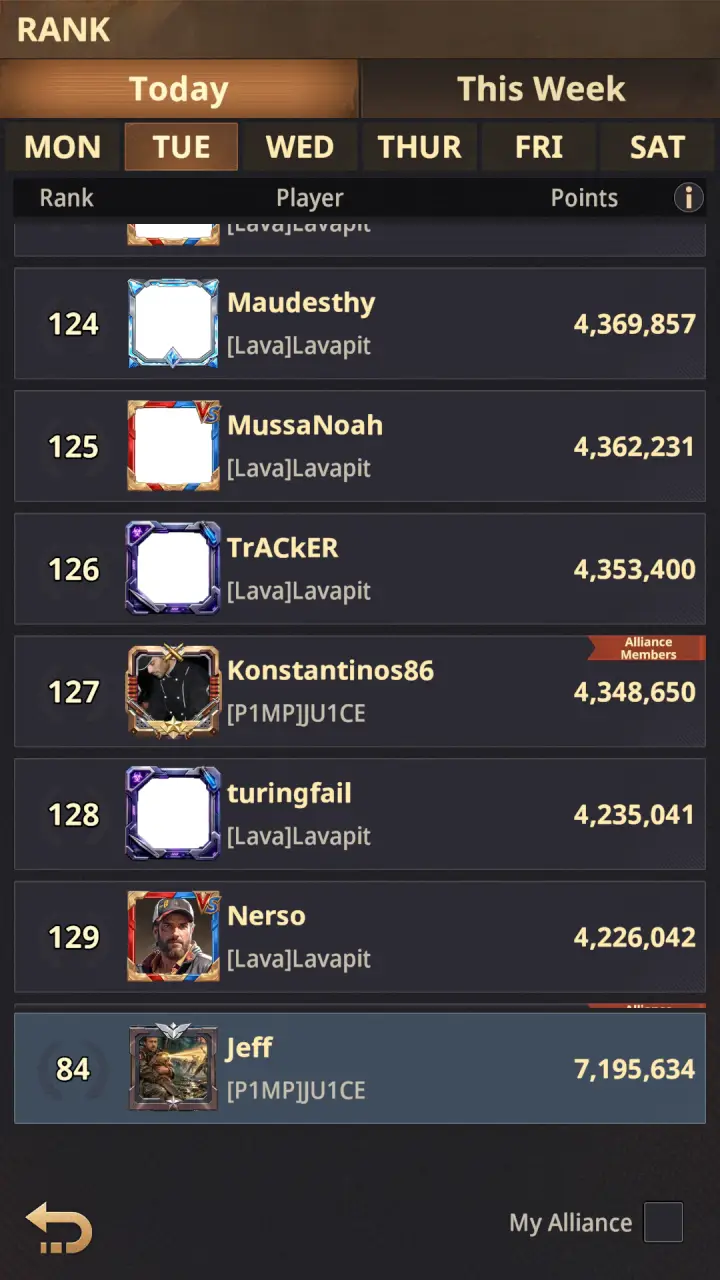 RANK
Today
This Week
MON
TUE
WED
THUR
FRI
SAT
Rank
Player
Points
[Lava]Lavapit
124
Maudesthy
[Lava]Lavapit
4,369,857
125
VS
MussaNoah
[Lava]Lavapit
4,362,231
126
TrACkER
[Lava]Lavapit
4,353,400
127
Konstantinos86
[P1MP]JU1CE
Alliance
Members
4,348,650
128
turingfail
[Lava]Lavapit
4,235,041
129
VS
Nerso
[Lava]Lavapit
4,226,042
Alliance
84
Jeff
[P1MP]JU1CE
7,195,634
My Alliance